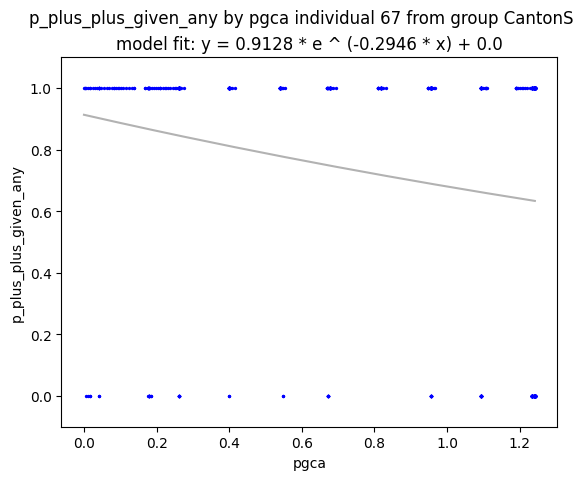 p_plus_plus_given_any by pgca individual 67 from group CantonS
model fit: y = 0.9128 * e ^ (-0.2946 * x) + 0.0
1.0
0.8
0.6
0.4
0.2
0.0
p_plus_plus_given_any
0.0 0.2 0.4 0.6 0.8 1.0 1.2
pgca